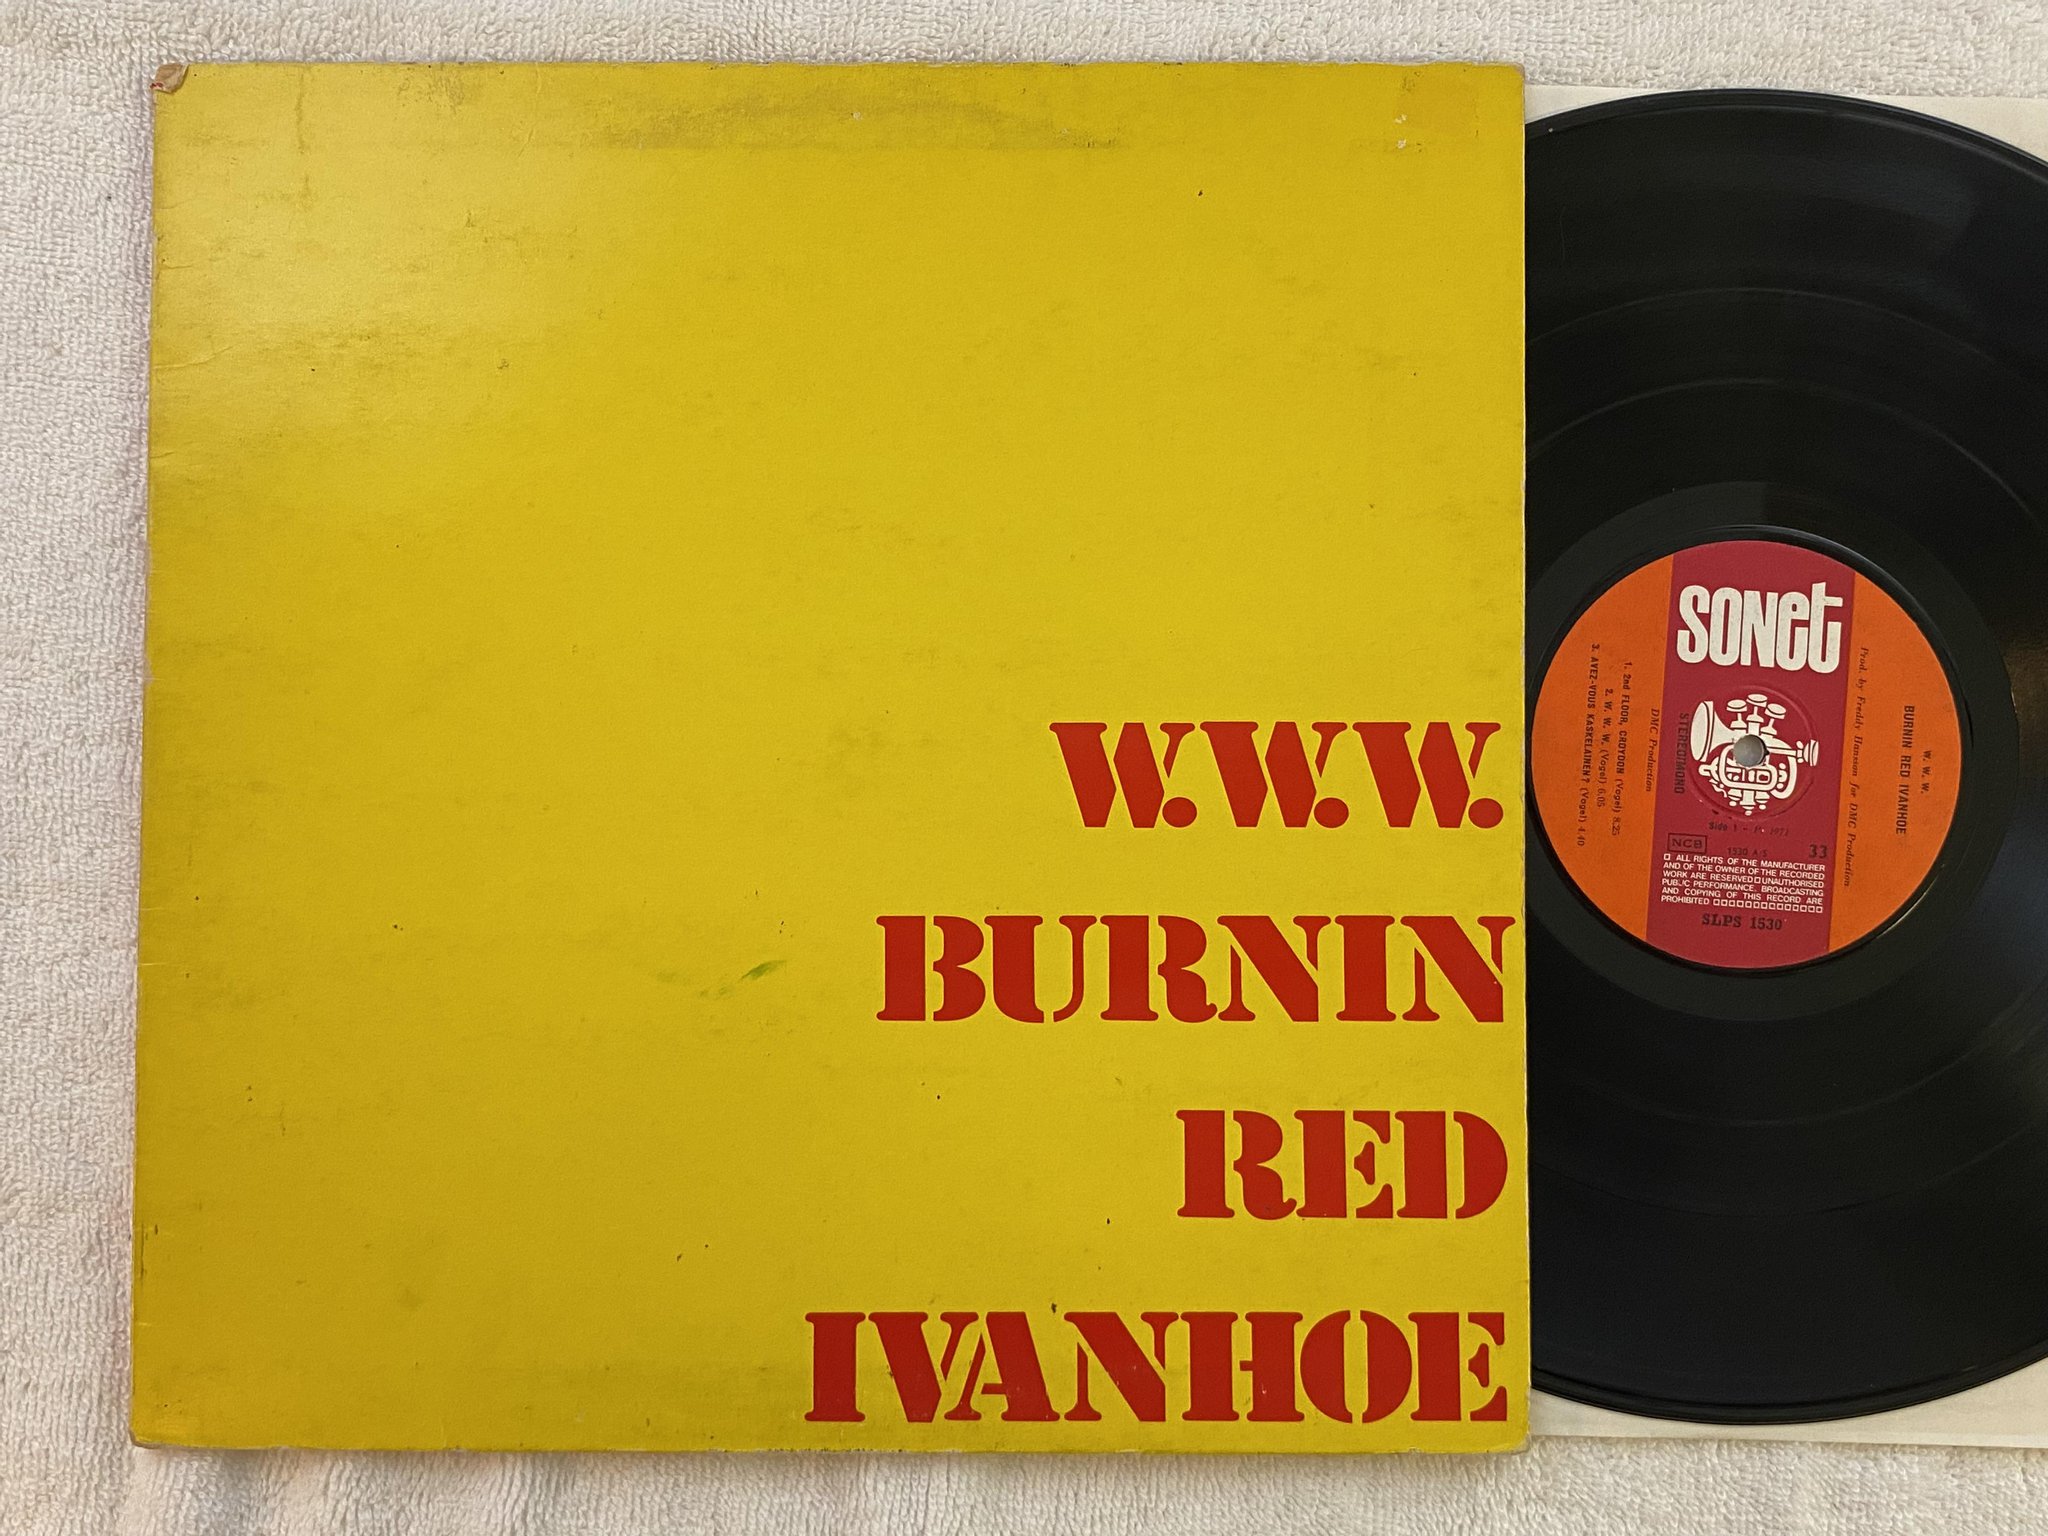 W.W.W.
BURNIN
RED
IVANHOE
SONET
W. W. W.
BURNIN RED IVANHOE
Prod. by Freddy Hansson for DMC Production
STEREO/MONO
DMC Production
1. 2nd FLOOR, CROYDON (Vogel) 8.25
2. W. W. W. (Vogel) 6.05
3. AVEZ-VOUS KASKELAINEN? (Vogel) 4.40
Side 1 - ℗ 1971
NCB
1530 A
33
ALL RIGHTS OF THE MANUFACTURER
AND OF THE OWNER OF THE RECORDED
WORK ARE RESERVED UNAUTHORISED
PUBLIC PERFORMANCE, BROADCASTING
AND COPYING OF THIS RECORD ARE
PROHIBITED
SLPS 1530